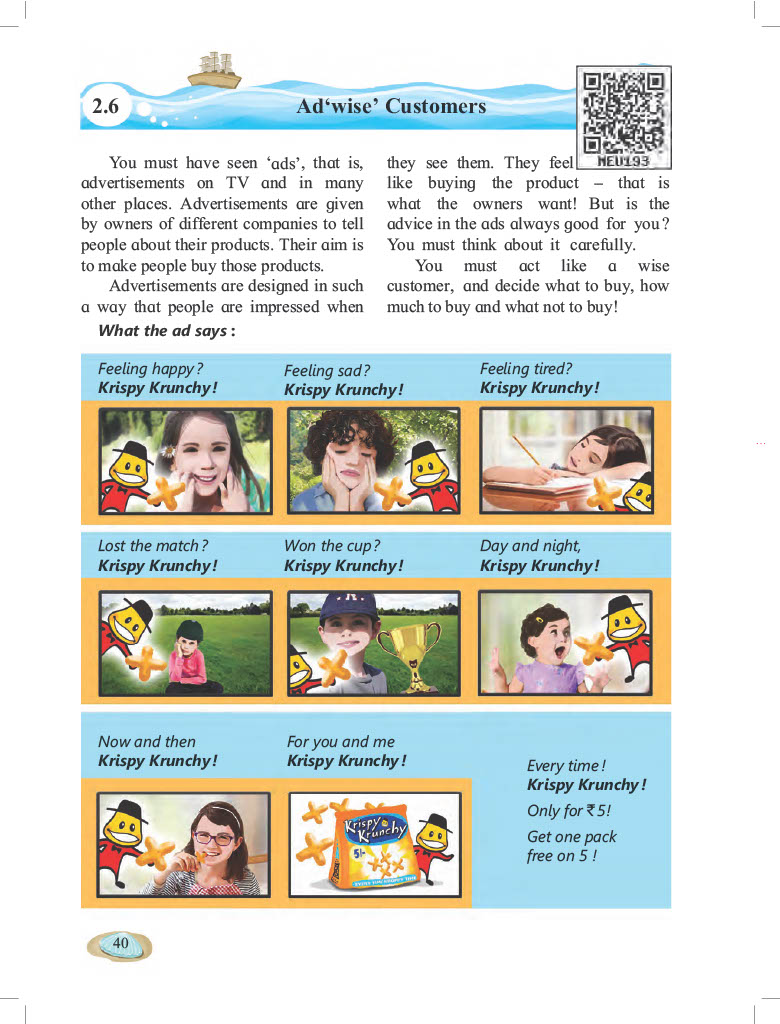 2.6
Ad‘wise’ Customers
MEU193
You must have seen ‘ads’, that is,
advertisements on TV and in many
other places. Advertisements are given
by owners of different companies to tell
people about their products. Their aim is
to make people buy those products.
Advertisements are designed in such
a way that people are impressed when
they see them. They feel
like buying the product – that is
what the owners want! But is the
advice in the ads always good for you?
You must think about it carefully.
You must act like a wise
customer, and decide what to buy, how
much to buy and what not to buy!
What the ad says :
Feeling happy?
Krispy Krunchy!
Feeling sad?
Krispy Krunchy!
Feeling tired?
Krispy Krunchy!
Lost the match?
Krispy Krunchy!
Won the cup?
Krispy Krunchy!
Day and night,
Krispy Krunchy!
Now and then
Krispy Krunchy!
For you and me
Krispy Krunchy!
Krispy
Krunchy
5/-
Every time!
Krispy Krunchy!
Only for ₹5!
Get one pack
free on 5 !
40